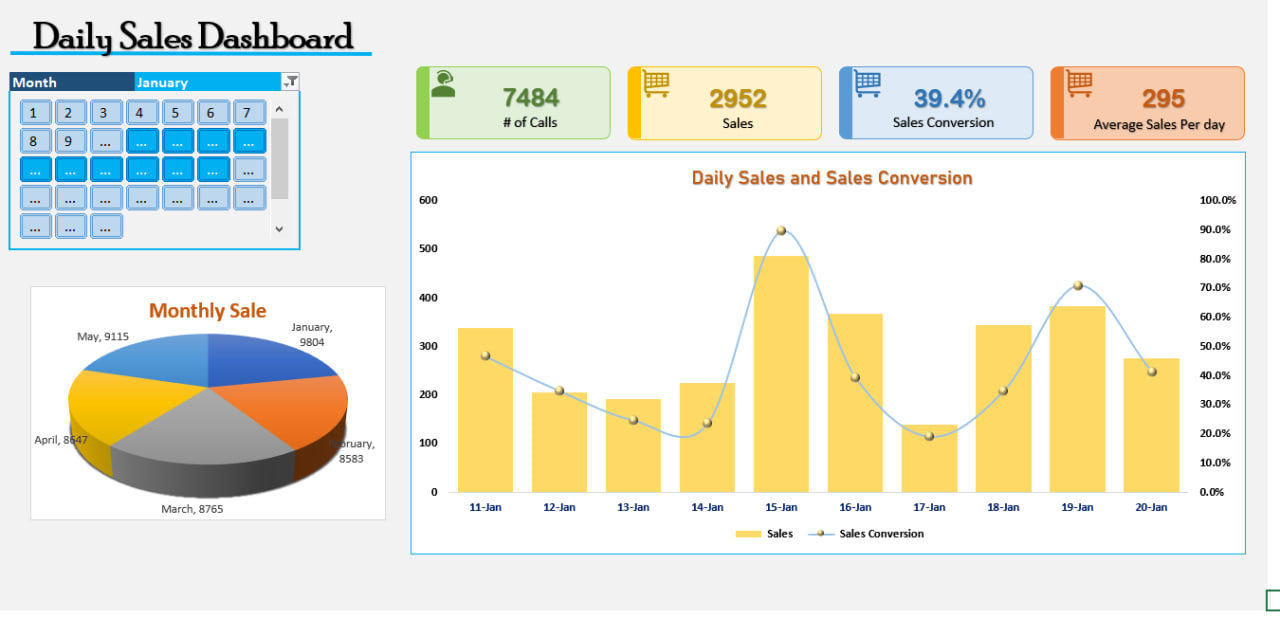 Daily Sales Dashboard
Month January
1 2 3 4 5 6 7
8 9 ... ... ... ... ...
... ... ... ... ... ... ...
... ... ... ... ... ... ...
... ... ...
7484
# of Calls
2952
Sales
39.4%
Sales Conversion
295
Average Sales Per day
Monthly Sale
January,
9804
May, 9115
April, 8647
bruary,
8583
March, 8765
Daily Sales and Sales Conversion
600
500
400
300
200
100
0
100.0%
90.0%
80.0%
70.0%
60.0%
50.0%
40.0%
30.0%
20.0%
10.0%
0.0%
11-Jan 12-Jan 13-Jan 14-Jan 15-Jan 16-Jan 17-Jan 18-Jan 19-Jan 20-Jan
Sales Sales Conversion